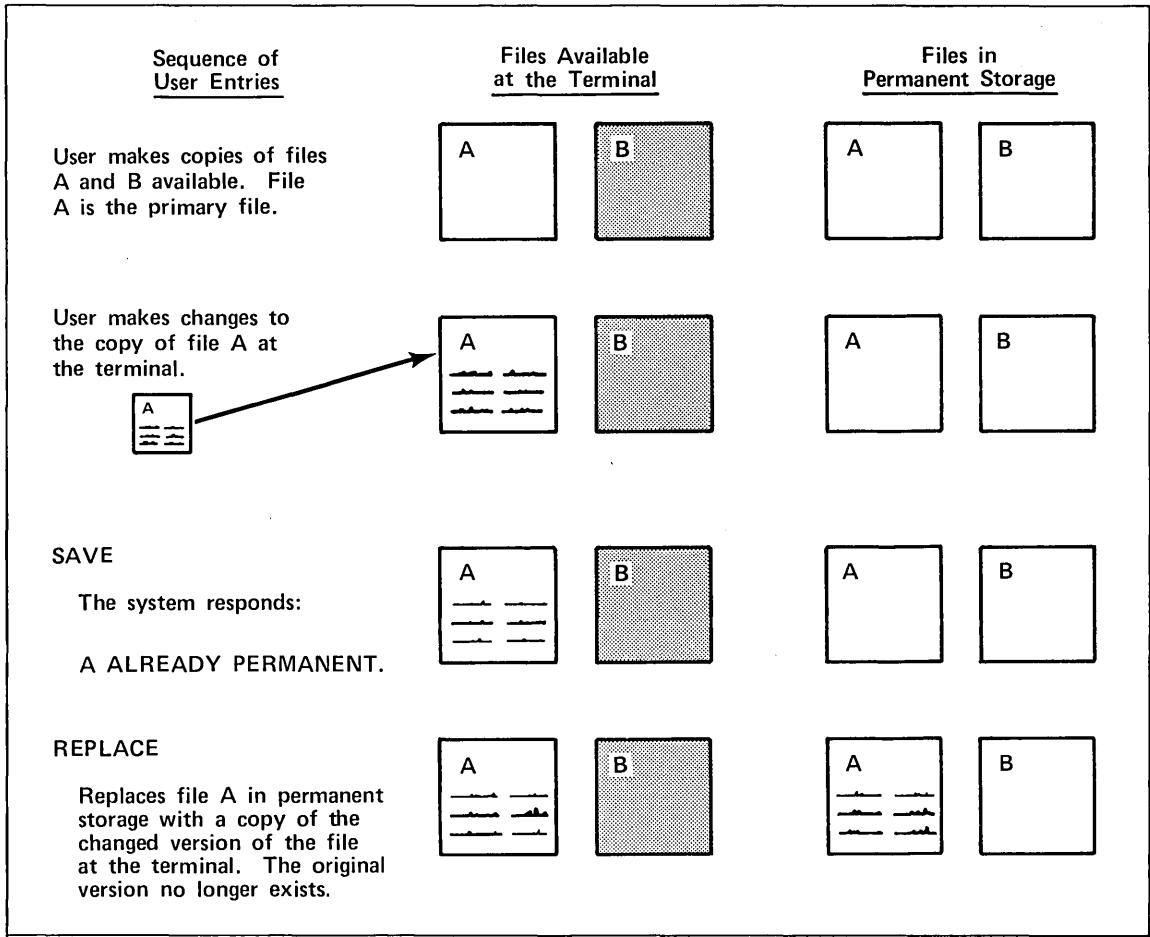 Sequence of
User Entries
Files Available
at the Terminal
Files in
Permanent Storage
User makes copies of files
A and B available. File
A is the primary file.
A
B
A
B
User makes changes to
the copy of file A at
the terminal.
A
A
B
A
B
SAVE
The system responds:
A ALREADY PERMANENT.
A
B
A
B
REPLACE
Replaces file A in permanent
storage with a copy of the
changed version of the file
at the terminal. The original
version no longer exists.
A
B
A
B